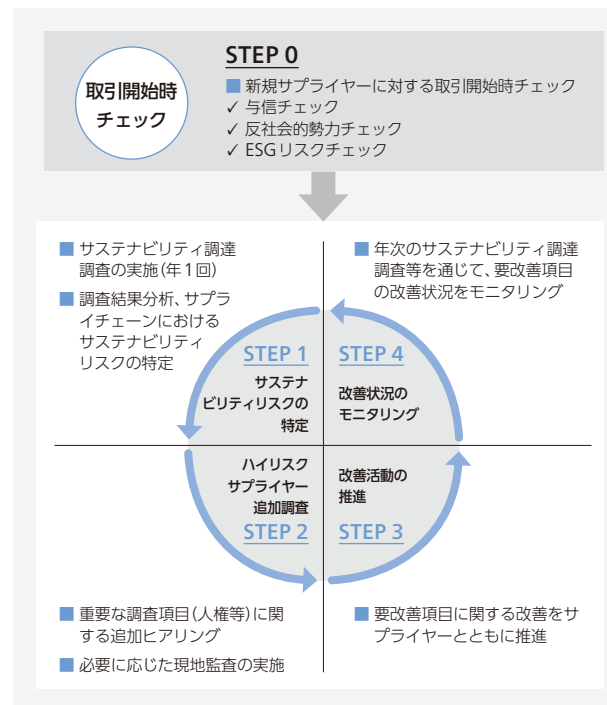 取引開始時
チェック
STEP 0
■ 新規サプライヤーに対する取引開始時チェック
✓ 与信チェック
✓ 反社会的勢力チェック
✓ ESGリスクチェック
■ サステナビリティ調達
調査の実施(年1回)
■ 調査結果分析、サプラ
イチェーンにおける
サステナビリティ
リスクの特定
STEP 1
サステナ
ビリティリスクの
特定
■ 年次のサステナビリティ調達
調査等を通じて、要改善項目
の改善状況をモニタリング
STEP 4
改善状況の
モニタリング
ハイリスク
サプライヤー
追加調査
STEP 2
■ 重要な調査項目(人権等)に関
する追加ヒアリング
■ 必要に応じた現地監査の実施
改善活動の
推進
STEP 3
■ 要改善項目に関する改善をサ
プライヤーとともに推進